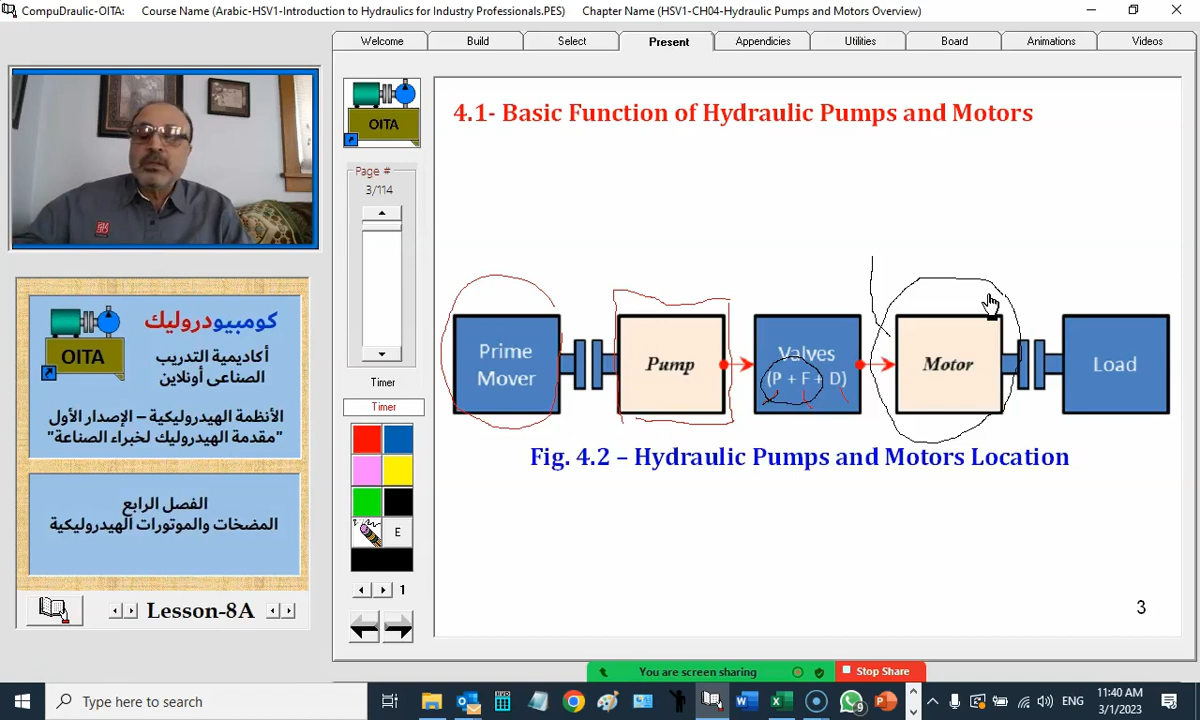 CompuDraulic-OITA: Course Name (Arabic-HSV1-Introduction to Hydraulics for Industry Professionals.PES) Chapter Name (HSV1-CH04-Hydraulic Pumps and Motors Overview)
Welcome Build Select Present Appendicies Utilities Board Animations Videos
OITA
Page #
3/114
Timer
Timer
E
1
4.1- Basic Function of Hydraulic Pumps and Motors
Prime
Mover
Pump
Valves
(P + F+ D)
Motor
Load
Fig. 4.2 – Hydraulic Pumps and Motors Location
3
كومبيودروليك
OITA
أكاديمية التدريب
الصناعى أونلاين
الأنظمة الهيدروليكية – الإصدار الأول
"مقدمة الهيدروليك لخبراء الصناعة"
الفصل الرابع
المضخات والموتورات الهيدروليكية
Lesson-8A
You are screen sharing Stop Share
Type here to search
W
X
9
P
ENG
11:40 AM
3/1/2023